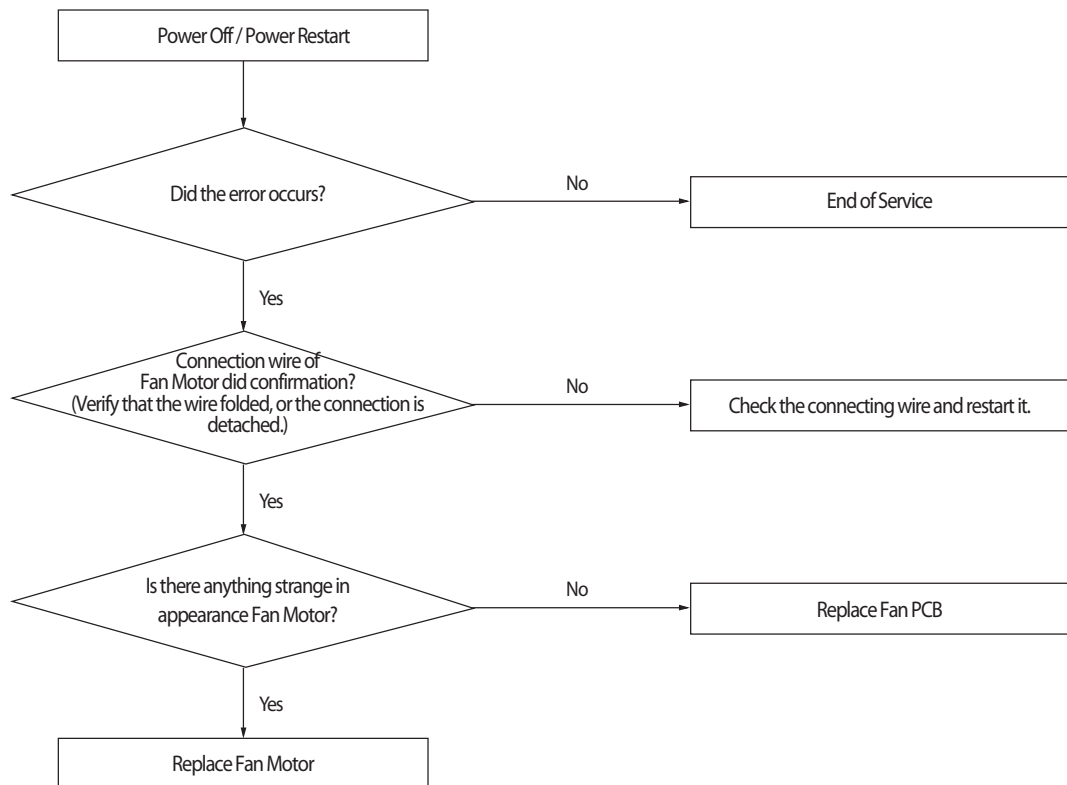 Power Off / Power Restart
Did the error occurs?
No
End of Service
Yes
Connection wire of
Fan Motor did confirmation?
(Verify that the wire folded, or the connection is
detached.)
No
Check the connecting wire and restart it.
Yes
Is there anything strange in
appearance Fan Motor?
No
Replace Fan PCB
Yes
Replace Fan Motor